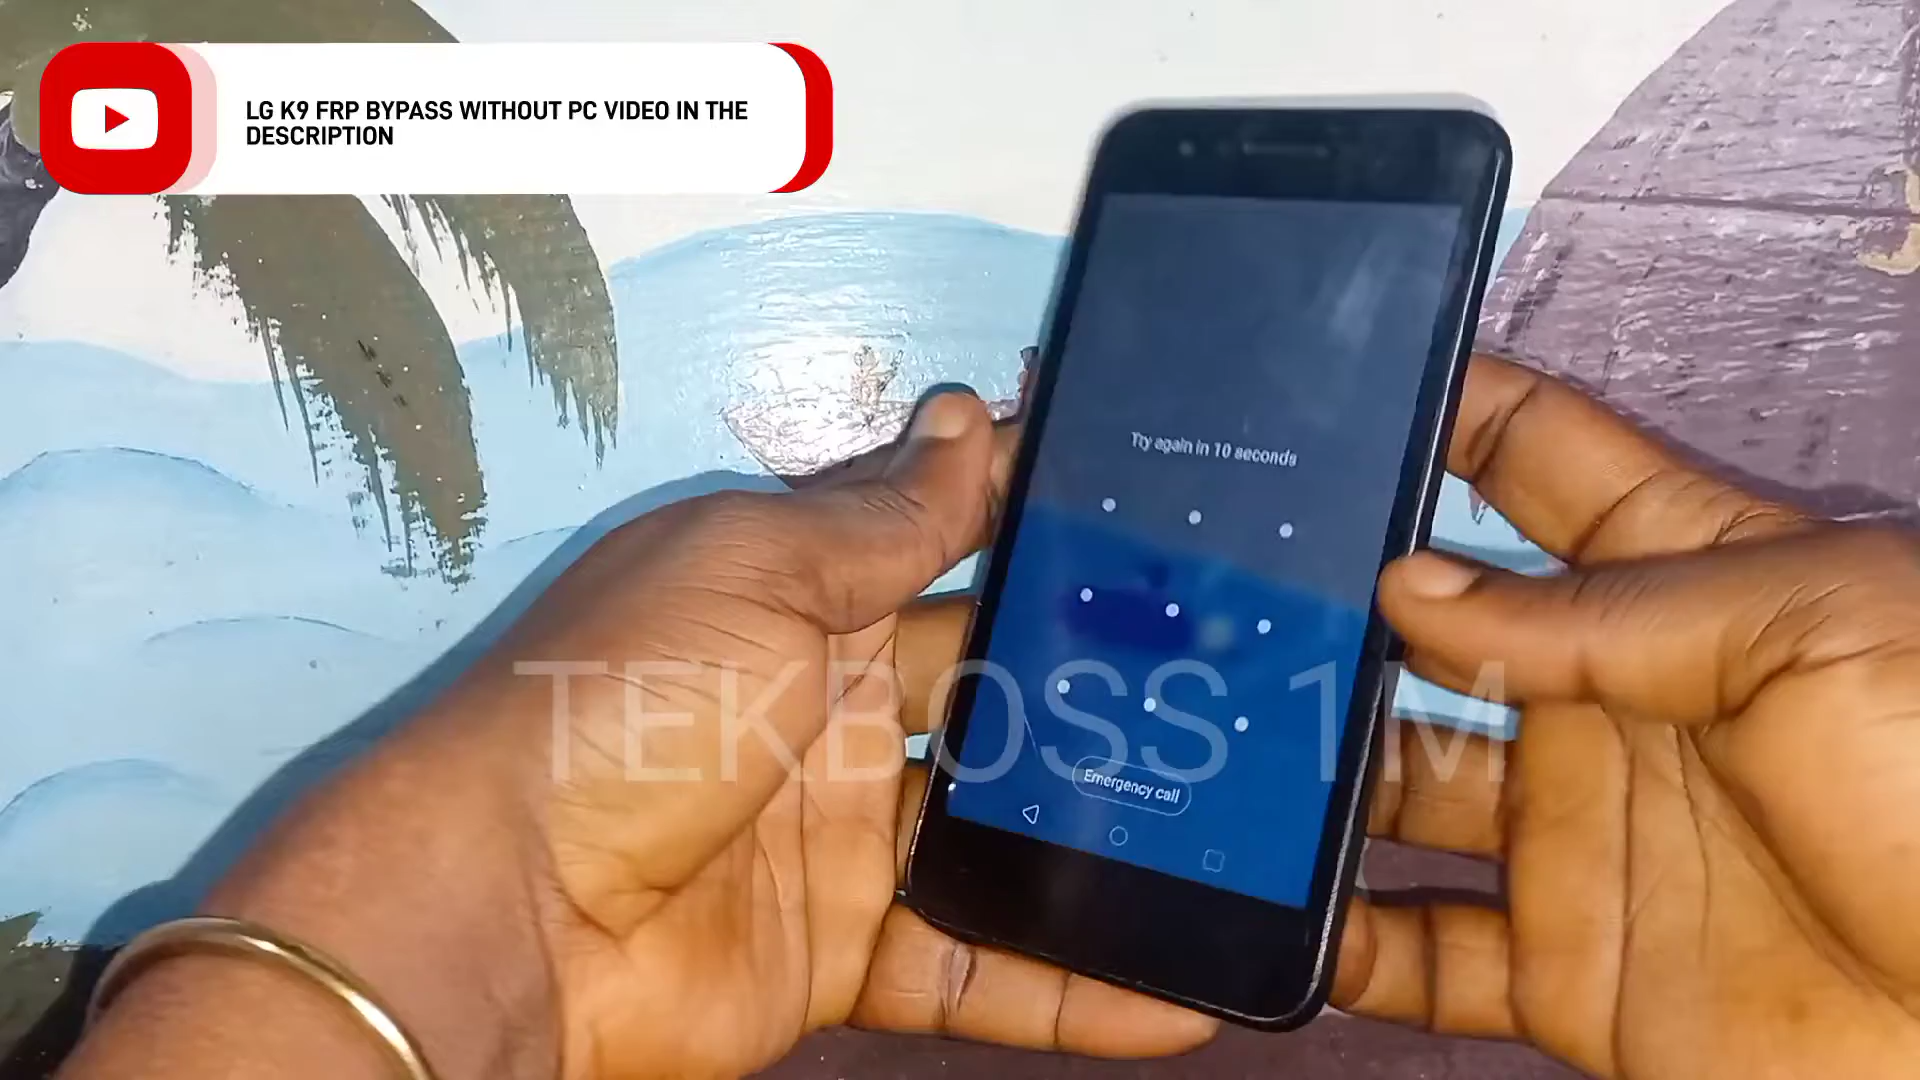 LG K9 FRP BYPASS WITHOUT PC VIDEO IN THE
DESCRIPTION
Try again in 10 seconds
TEKBOSS 1M
Emergency call